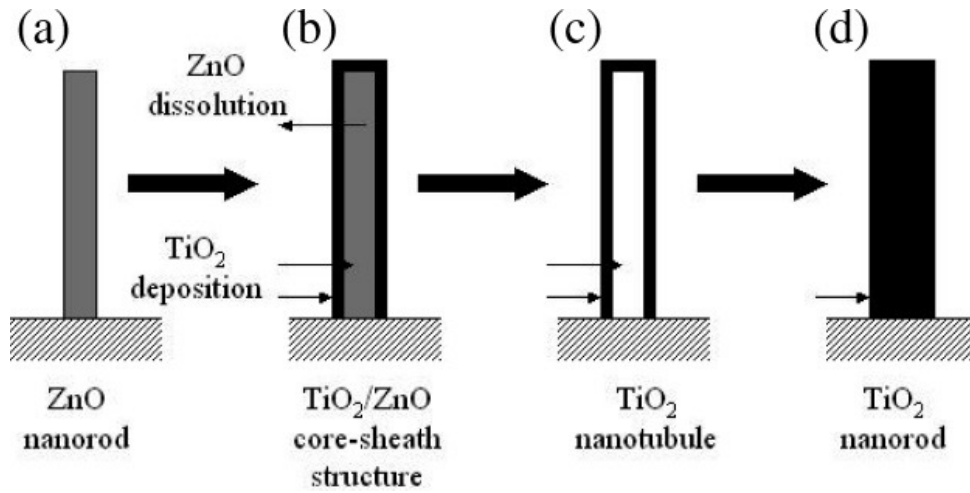 (a)
(b)
(c)
(d)
ZnO
dissolution
TiO₂
deposition
ZnO
nanorod
TiO₂/ZnO
core-sheath
structure
TiO₂
nanotubule
TiO₂
nanorod